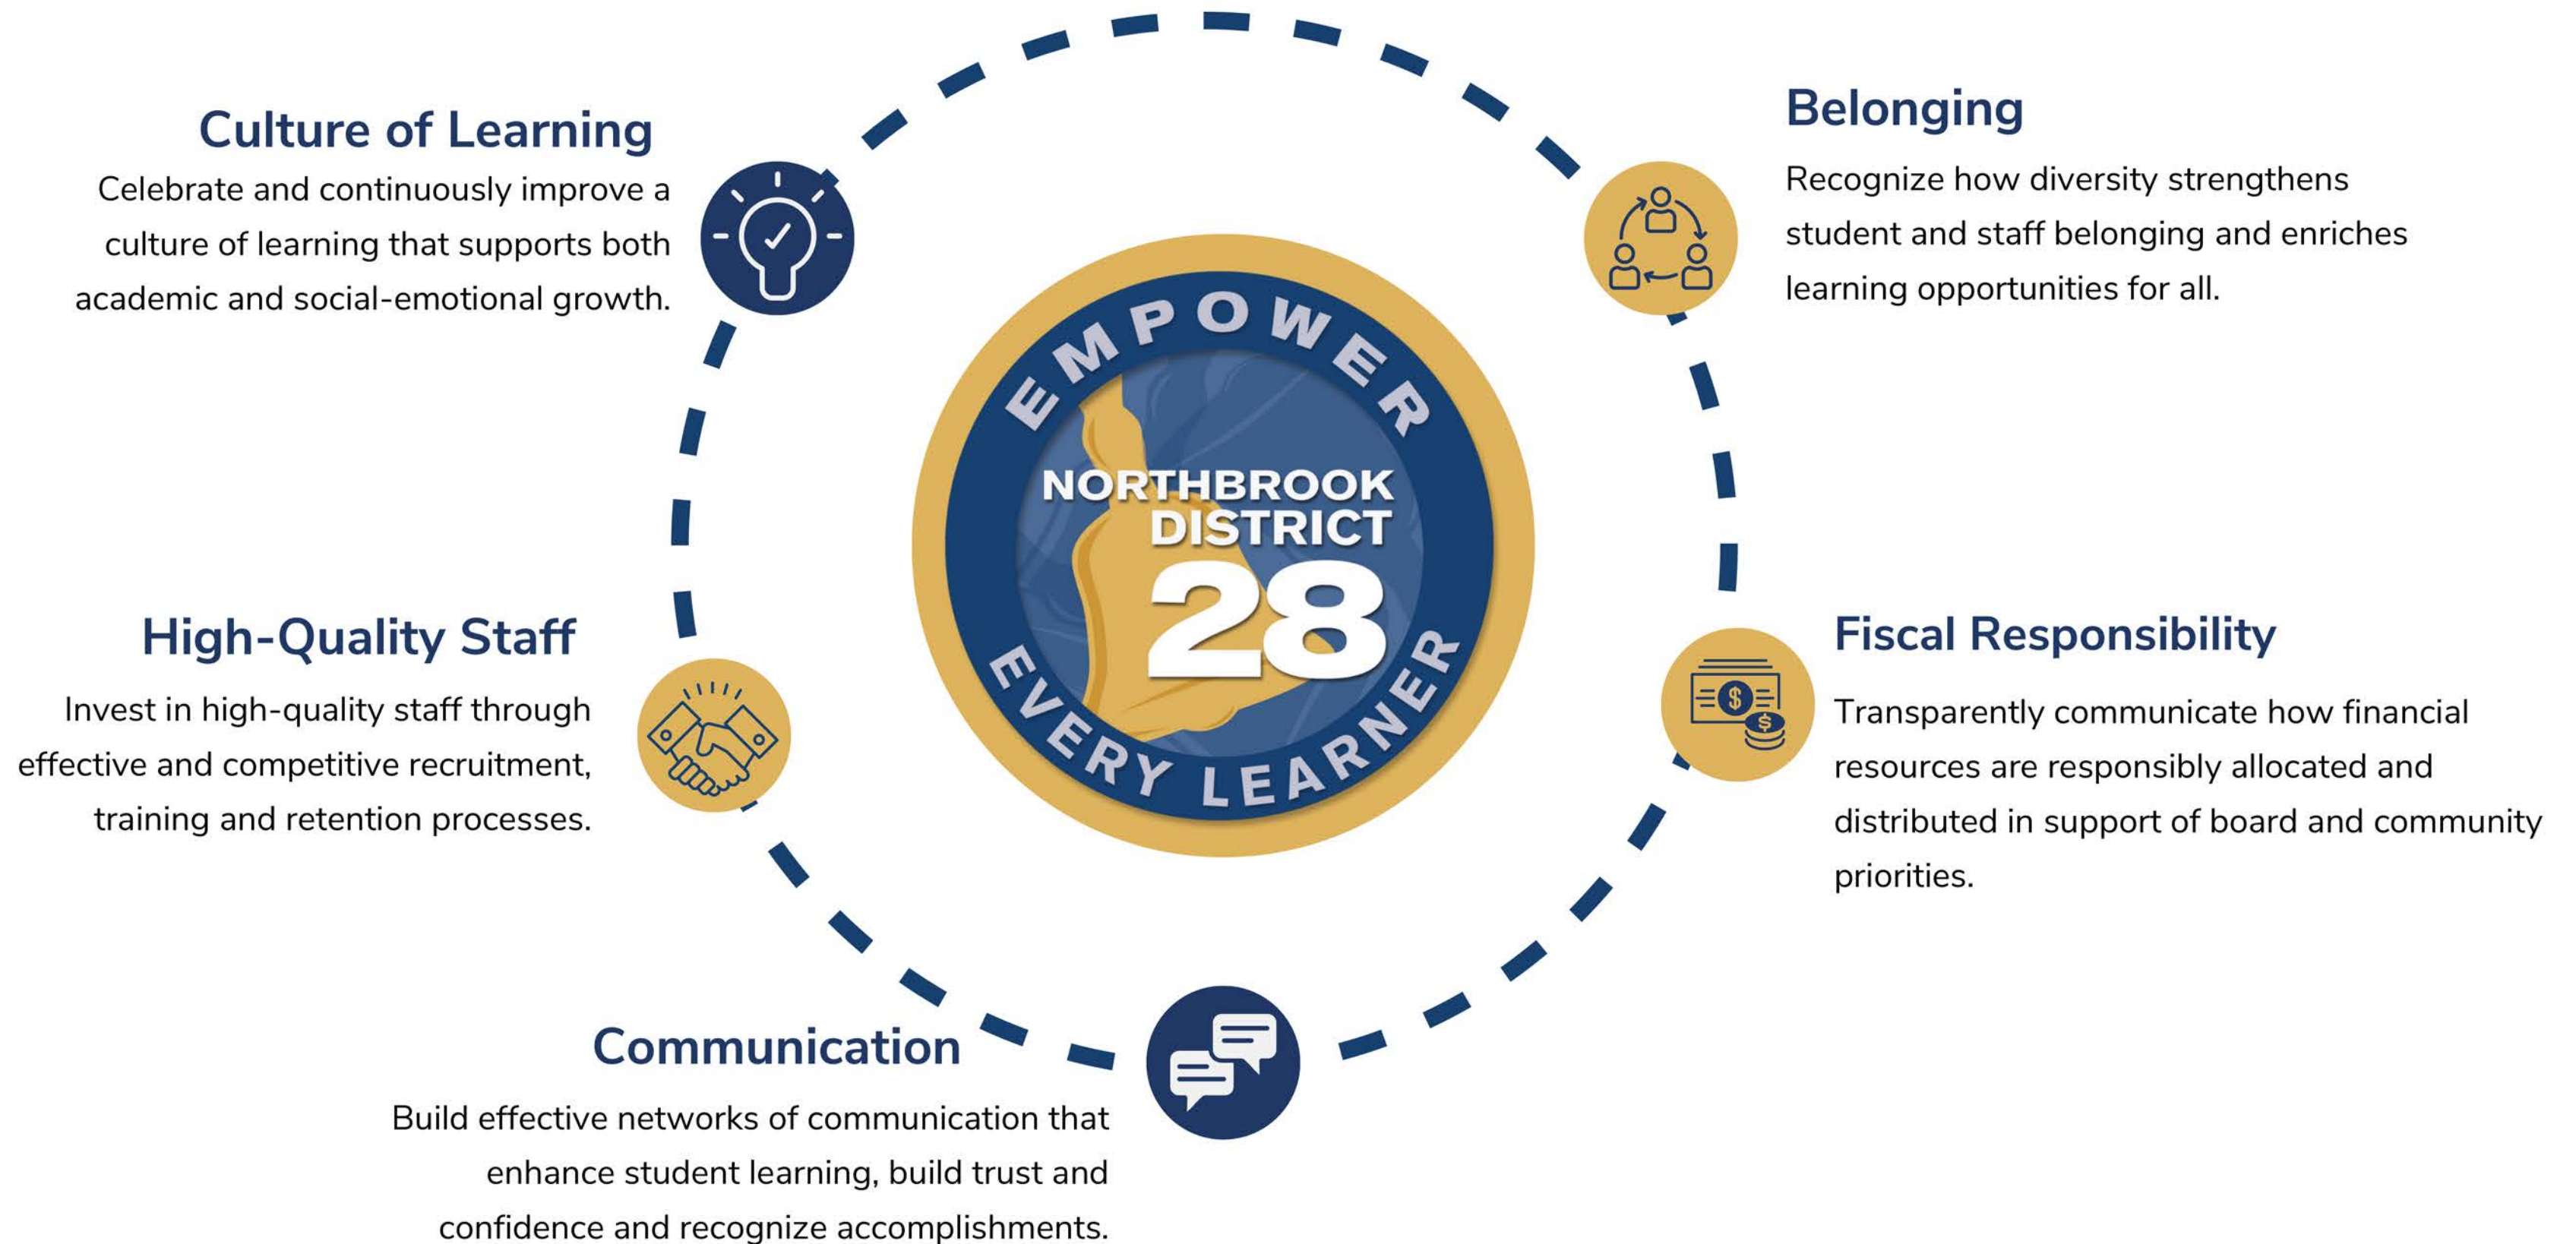 Culture of Learning
Celebrate and continuously improve a
culture of learning that supports both
academic and social-emotional growth.
Belonging
Recognize how diversity strengthens
student and staff belonging and enriches
learning opportunities for all.
EMPOWER
NORTHBROOK
DISTRICT
28
EVERY LEARNER
High-Quality Staff
Invest in high-quality staff through
effective and competitive recruitment,
training and retention processes.
Fiscal Responsibility
Transparently communicate how financial
resources are responsibly allocated and
distributed in support of board and community
priorities.
$
$
Communication
Build effective networks of communication that
enhance student learning, build trust and
confidence and recognize accomplishments.